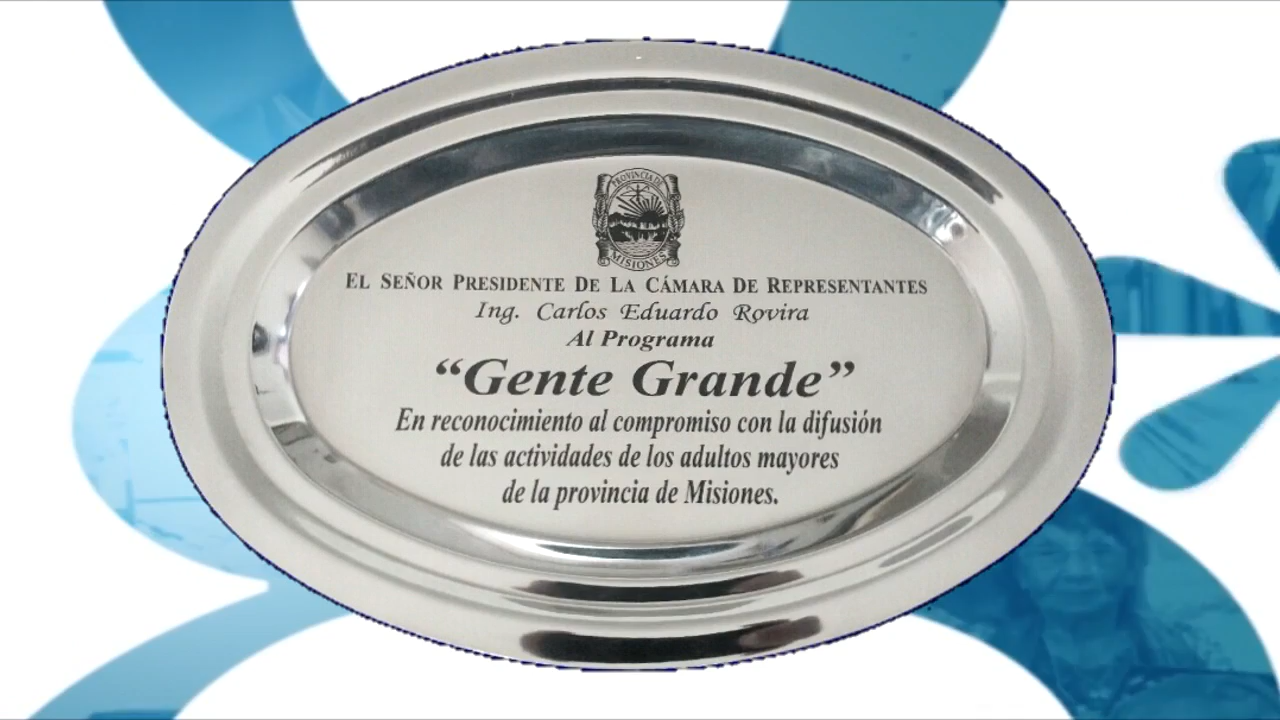 PROVINCIA DE
MISIONES
EL SEÑOR PRESIDENTE DE LA CÁMARA DE REPRESENTANTES
Ing. Carlos Eduardo Rovira
Al Programa
“Gente Grande”
En reconocimiento al compromiso con la difusión
de las actividades de los adultos mayores
de la provincia de Misiones.